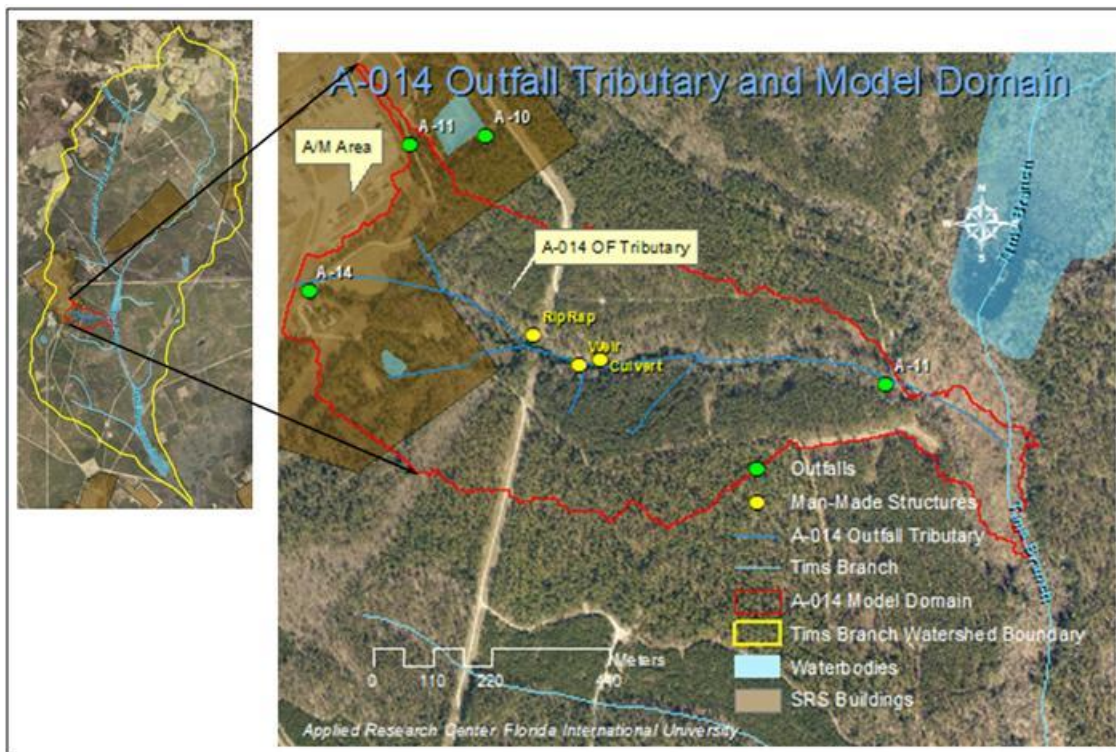 A-014 Outfall Tributary and Model Domain
A-11
A-10
A/M Area
Tims Branch
N
S
A-014 OF Tributary
A-14
RipRap
Weir
Culvert
A-11
Outfalls
Man-Made Structures
A-014 Outfall Tributary
Tims Branch
A-014 Model Domain
Tims Branch Watershed Boundary
Waterbodies
SRS Buildings
Tims Branch
Meters
0 110 220 440
Applied Research Center Florida International University